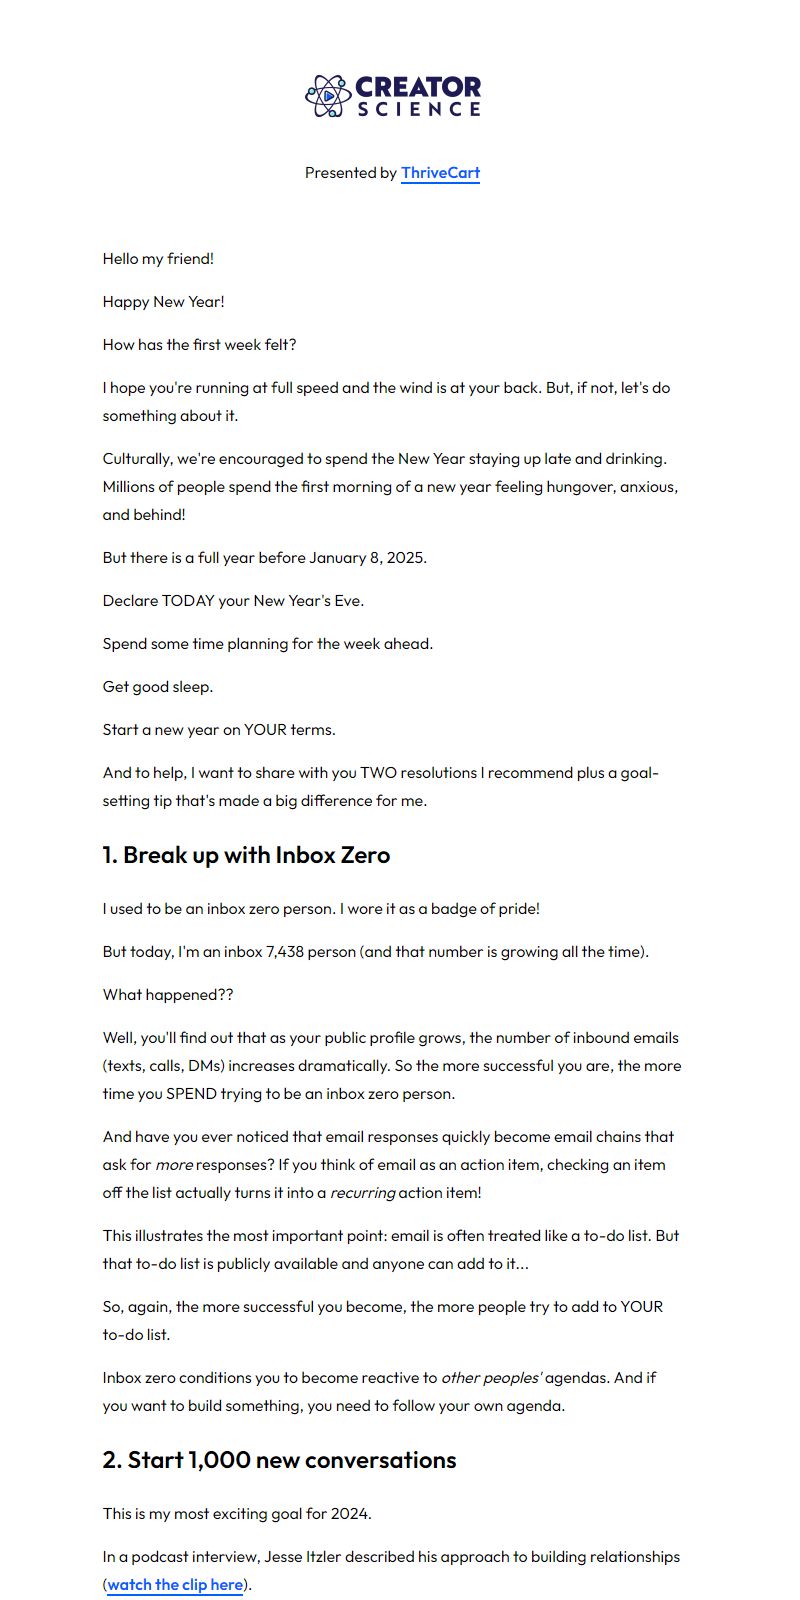 CREATOR
SCIENCE
Presented by ThriveCart
Hello my friend!
Happy New Year!
How has the first week felt?
I hope you're running at full speed and the wind is at your back. But, if not, let's do
something about it.
Culturally, we're encouraged to spend the New Year staying up late and drinking.
Millions of people spend the first morning of a new year feeling hungover, anxious,
and behind!
But there is a full year before January 8, 2025.
Declare TODAY your New Year's Eve.
Spend some time planning for the week ahead.
Get good sleep.
Start a new year on YOUR terms.
And to help, I want to share with you TWO resolutions I recommend plus a goal-
setting tip that's made a big difference for me.
1. Break up with Inbox Zero
I used to be an inbox zero person. I wore it as a badge of pride!
But today, I'm an inbox 7,438 person (and that number is growing all the time).
What happened??
Well, you'll find out that as your public profile grows, the number of inbound emails
(texts, calls, DMs) increases dramatically. So the more successful you are, the more
time you SPEND trying to be an inbox zero person.
And have you ever noticed that email responses quickly become email chains that
ask for more responses? If you think of email as an action item, checking an item
off the list actually turns it into a recurring action item!
This illustrates the most important point: email is often treated like a to-do list. But
that to-do list is publicly available and anyone can add to it...
So, again, the more successful you become, the more people try to add to YOUR
to-do list.
Inbox zero conditions you to become reactive to other peoples' agendas. And if
you want to build something, you need to follow your own agenda.
2. Start 1,000 new conversations
This is my most exciting goal for 2024.
In a podcast interview, Jesse Itzler described his approach to building relationships
(watch the clip here).